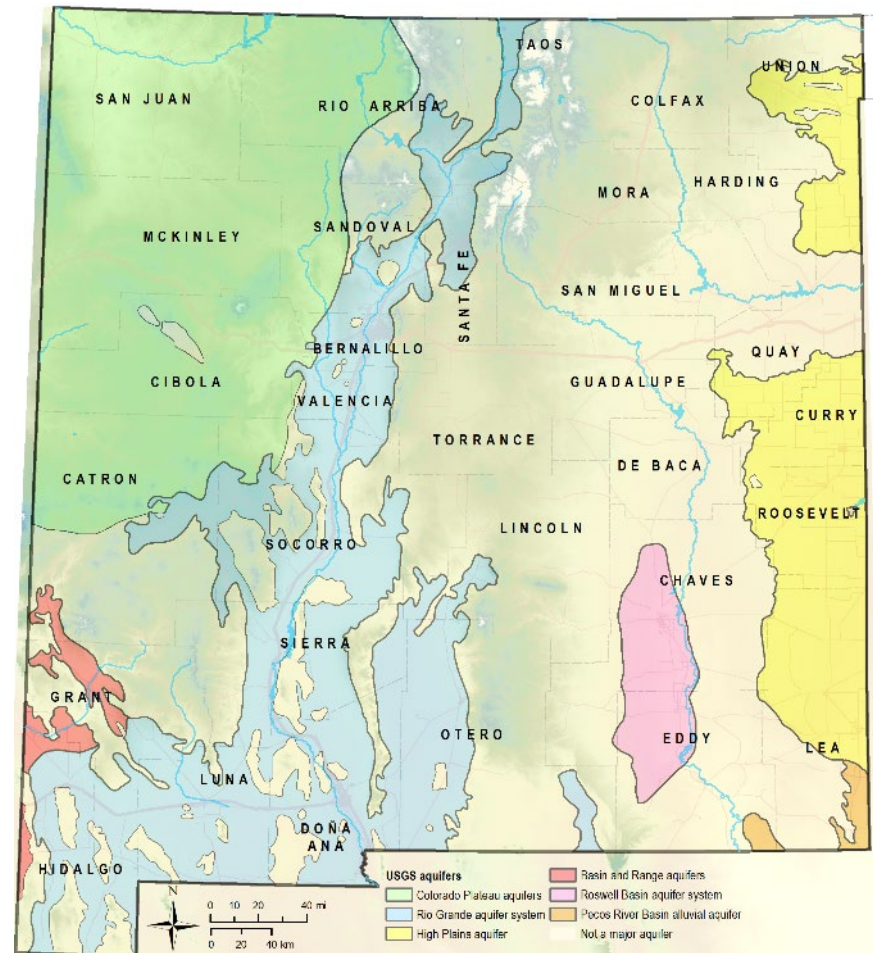 TAOS
UNION
SAN JUAN
RIO ARRIBA
COLFAX
MORA
HARDING
SANDOVAL
MCKINLEY
SANTA FE
SAN MIGUEL
BERNALILLO
QUAY
CIBOLA
GUADALUPE
VALENCIA
CURRY
TORRANCE
CATRON
DE BACA
ROOSEVELT
LINCOLN
SOCORRO
CHAVES
SIERRA
GRANT
OTERO
EDDY
LEA
LUNA
DOÑA
ANA
HIDALGO
N
0 10 20 40 mi
0 20 40 km
USGS aquifers
Colorado Plateau aquifers
Rio Grande aquifer system
High Plains aquifer
Basin and Range aquifers
Roswell Basin aquifer system
Pecos River Basin alluvial aquifer
Not a major aquifer